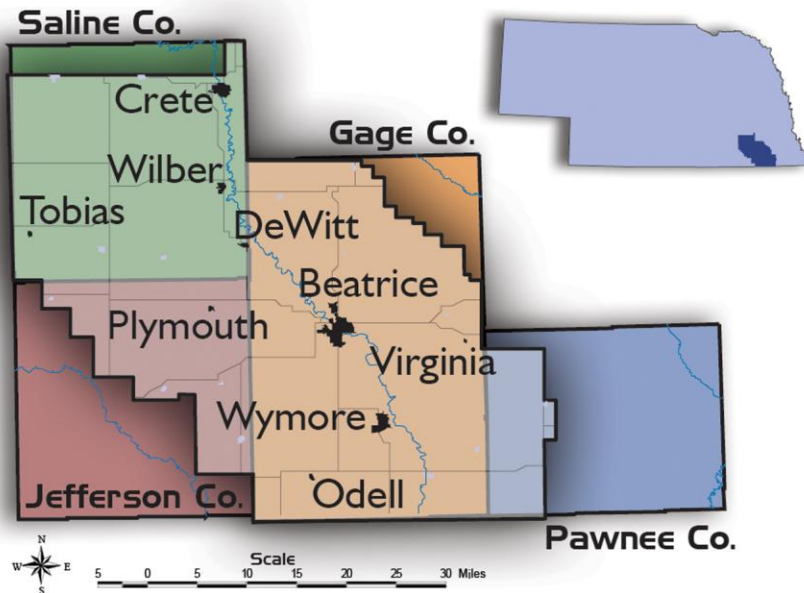 Saline Co.
Crete
Gage Co.
Wilber
Tobias
DeWitt
Beatrice
Plymouth
Virginia
Wymore
Jefferson Co.
Odell
Pawnee Co.
N
W E
S
Scale
5 0 5 10 15 20 25 30 Miles